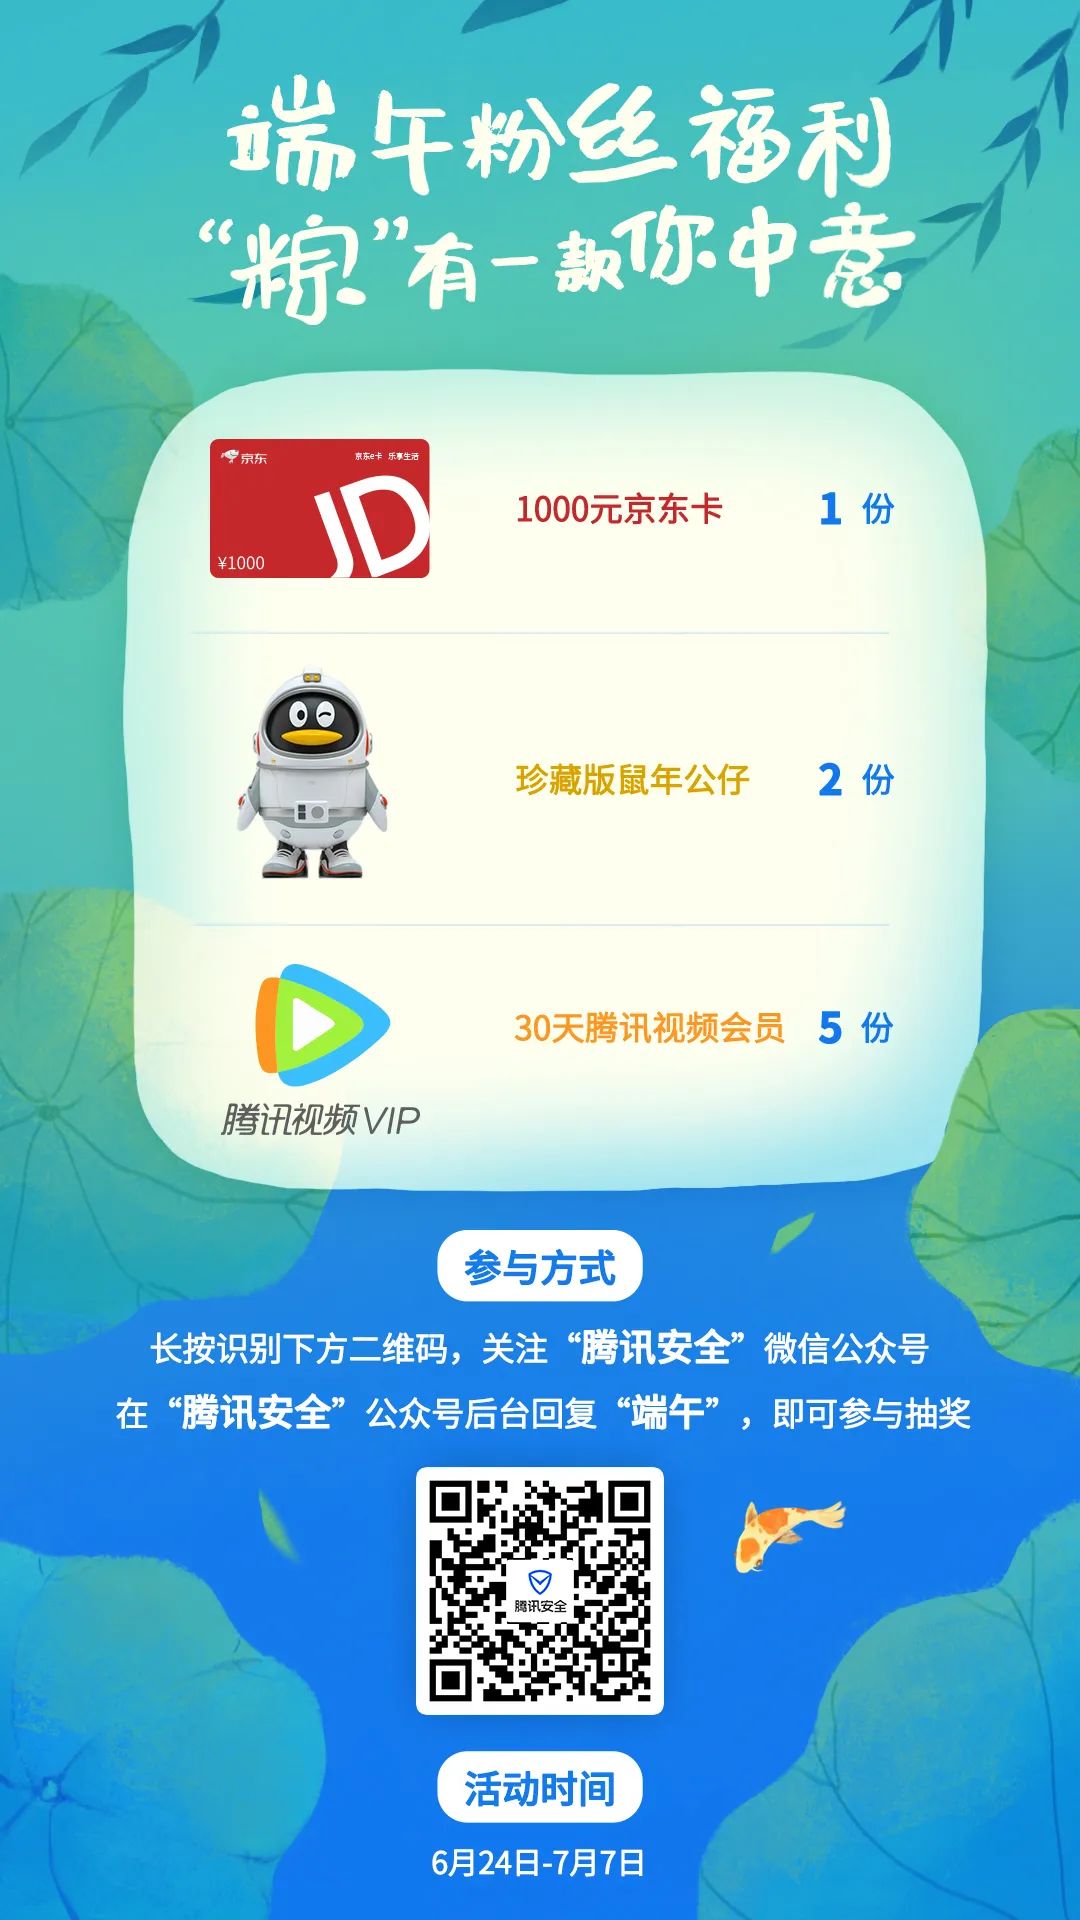 端午粉丝福利
“粽”有一款你中意
京东
京东e卡 乐享生活
JD
¥1000
1000元京东卡 1 份
珍藏版鼠年公仔 2 份
30天腾讯视频会员 5 份
腾讯视频VIP
参与方式
长按识别下方二维码，关注“腾讯安全”微信公众号
在“腾讯安全”公众号后台回复“端午”，即可参与抽奖
腾讯安全
活动时间
6月24日-7月7日